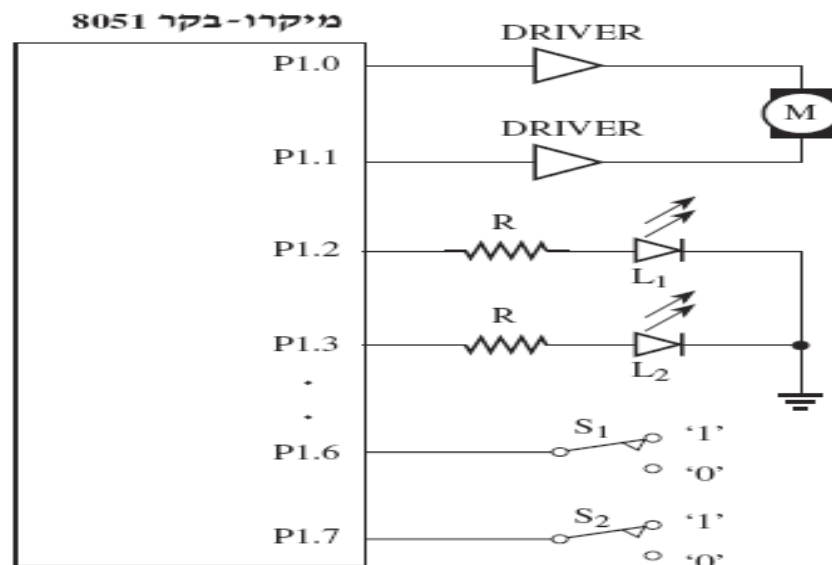 מיקרו-בקר 8051
P1.0 DRIVER
M
P1.1 DRIVER
P1.2 R L1
P1.3 R L2
P1.6 S1 '1'
'0'
P1.7 S2 '1'
'0'